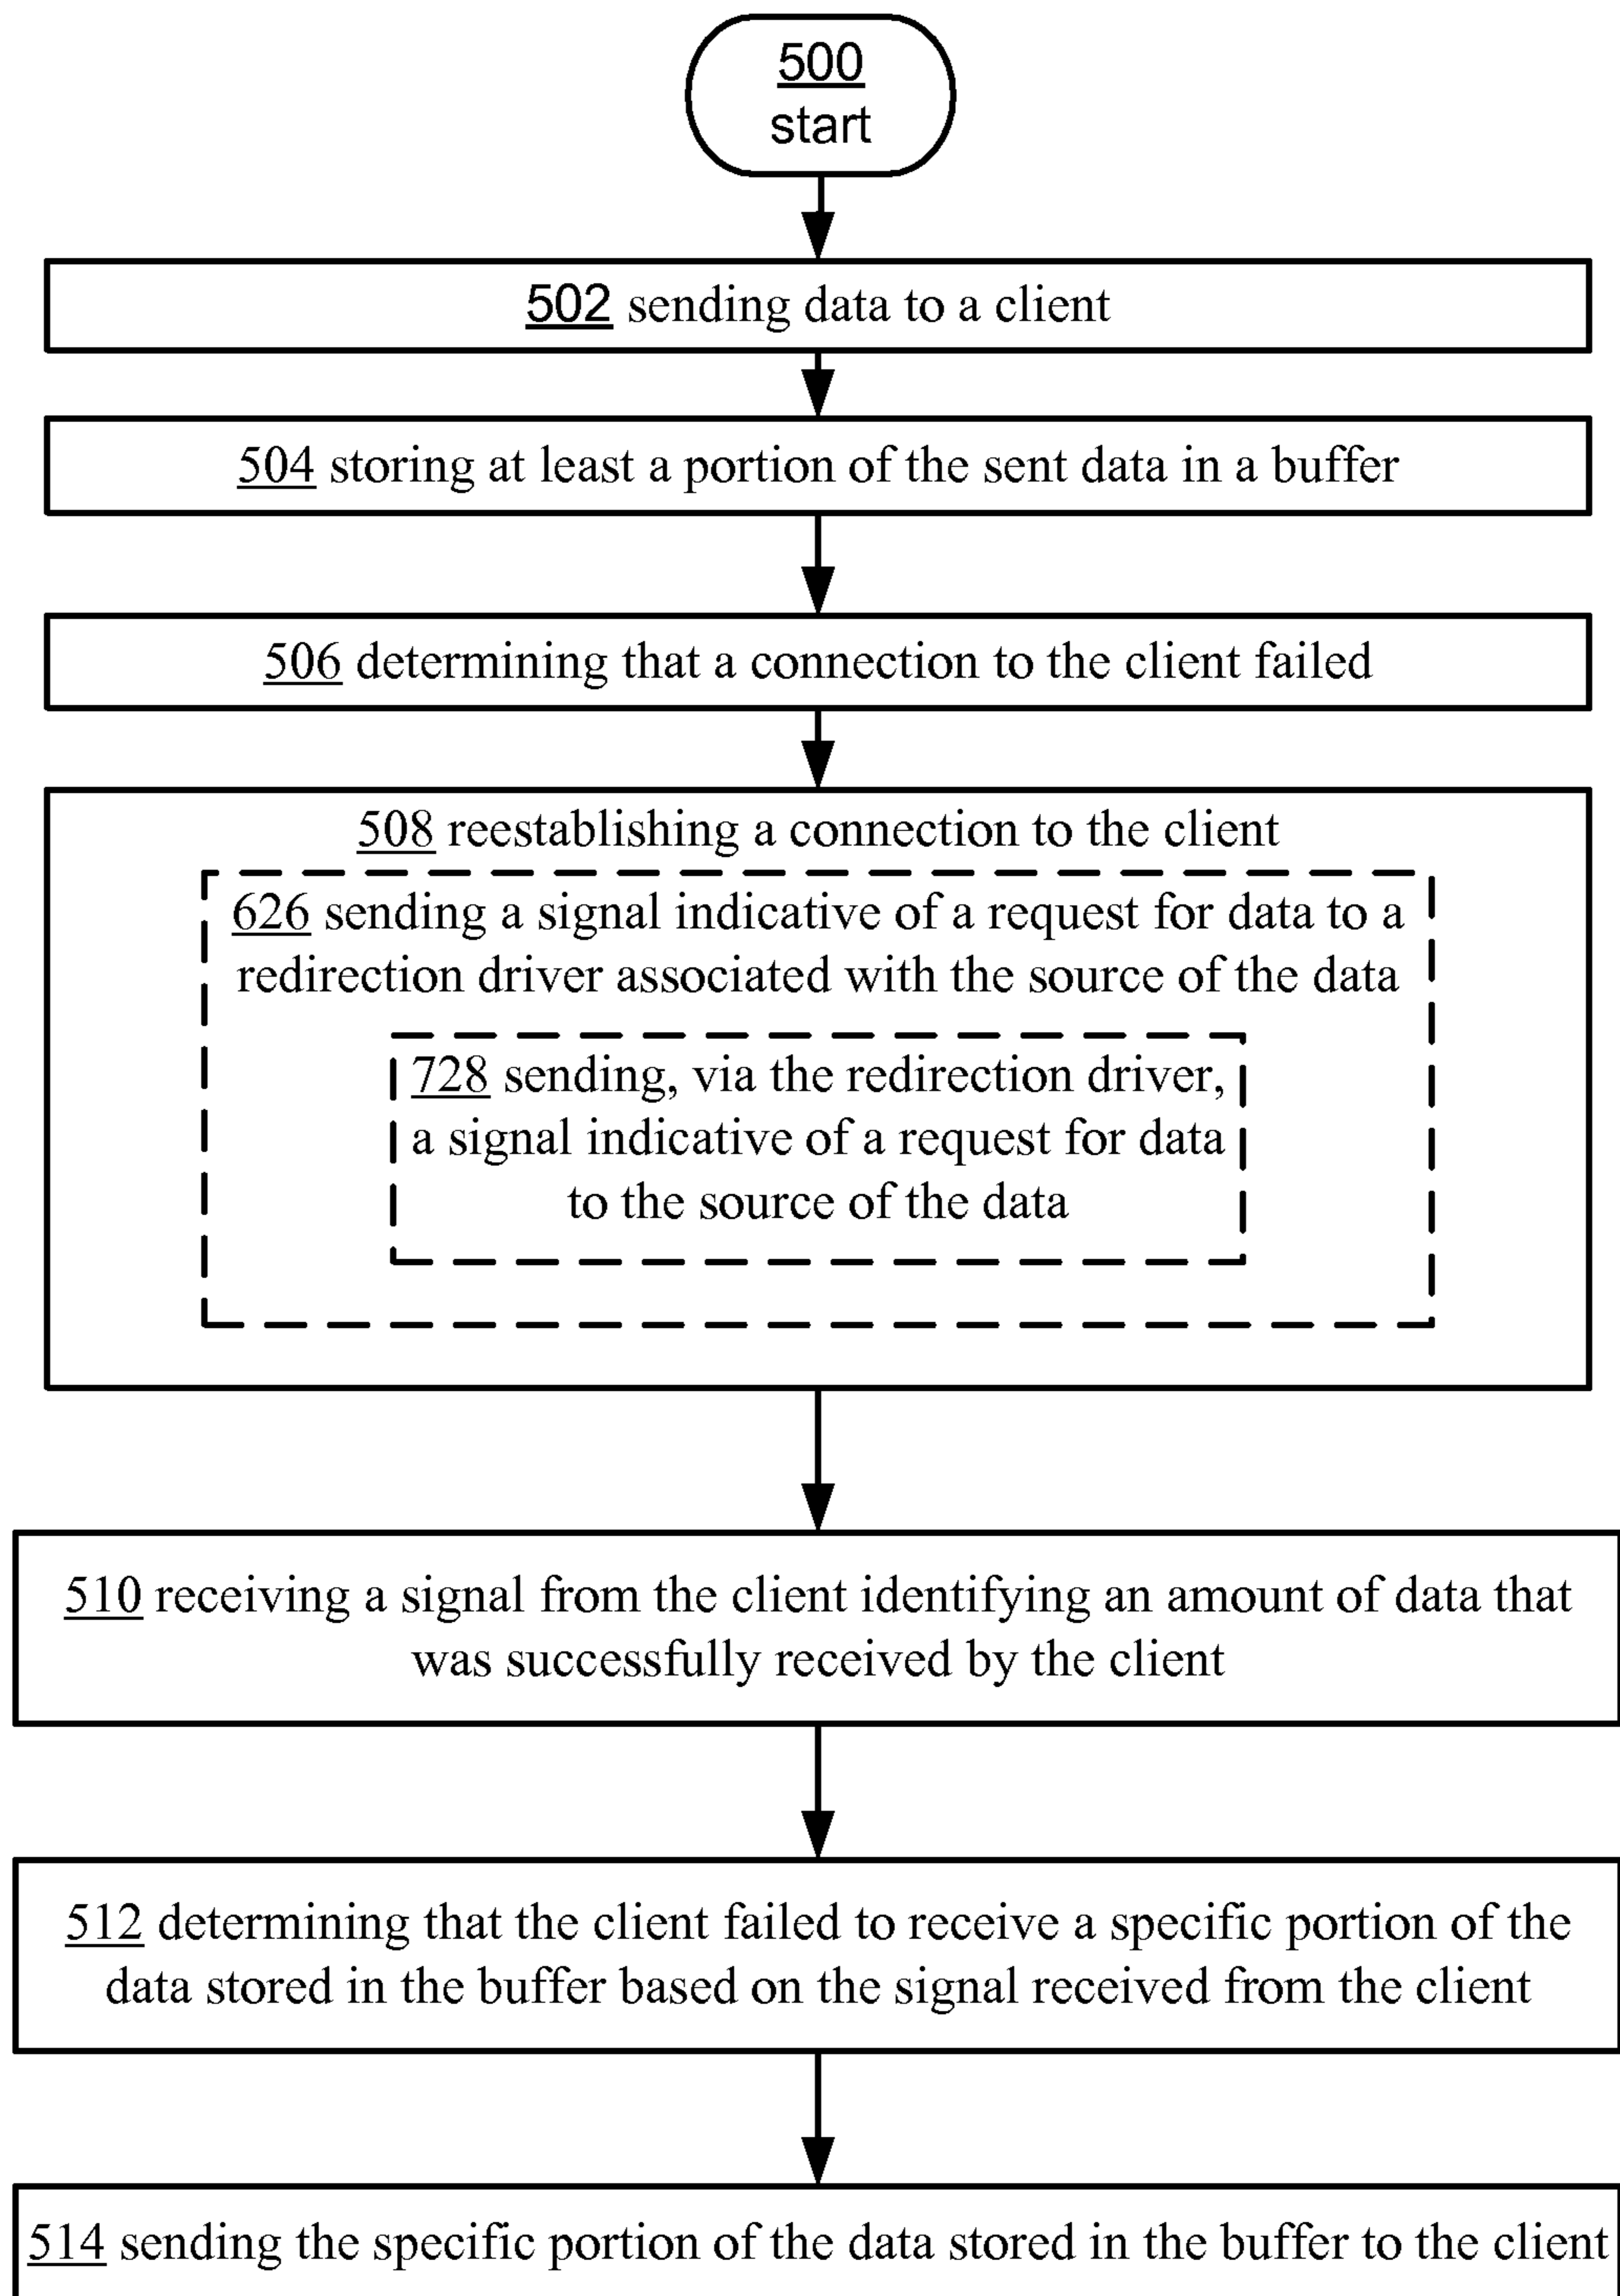 500
start
502 sending data to a client
504 storing at least a portion of the sent data in a buffer
506 determining that a connection to the client failed
508 reestablishing a connection to the client
626 sending a signal indicative of a request for data to a
redirection driver associated with the source of the data
728 sending, via the redirection driver,
a signal indicative of a request for data
to the source of the data
510 receiving a signal from the client identifying an amount of data that
was successfully received by the client
512 determining that the client failed to receive a specific portion of the
data stored in the buffer based on the signal received from the client
514 sending the specific portion of the data stored in the buffer to the client